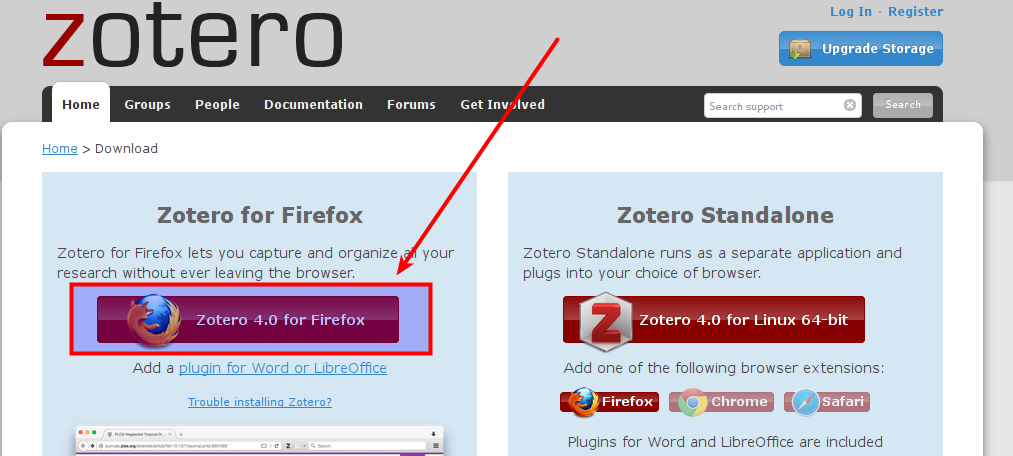 zotero
Log In · Register
Upgrade Storage
Home Groups People Documentation Forums Get Involved
Search support
Search
Home > Download
Zotero for Firefox
Zotero for Firefox lets you capture and organize all your
research without ever leaving the browser.
Zotero 4.0 for Firefox
Add a plugin for Word or LibreOffice
Trouble installing Zotero?
Zotero Standalone
Zotero Standalone runs as a separate application and
plugs into your choice of browser.
Z
Zotero 4.0 for Linux 64-bit
Add one of the following browser extensions:
Firefox Chrome Safari
Plugins for Word and LibreOffice are included